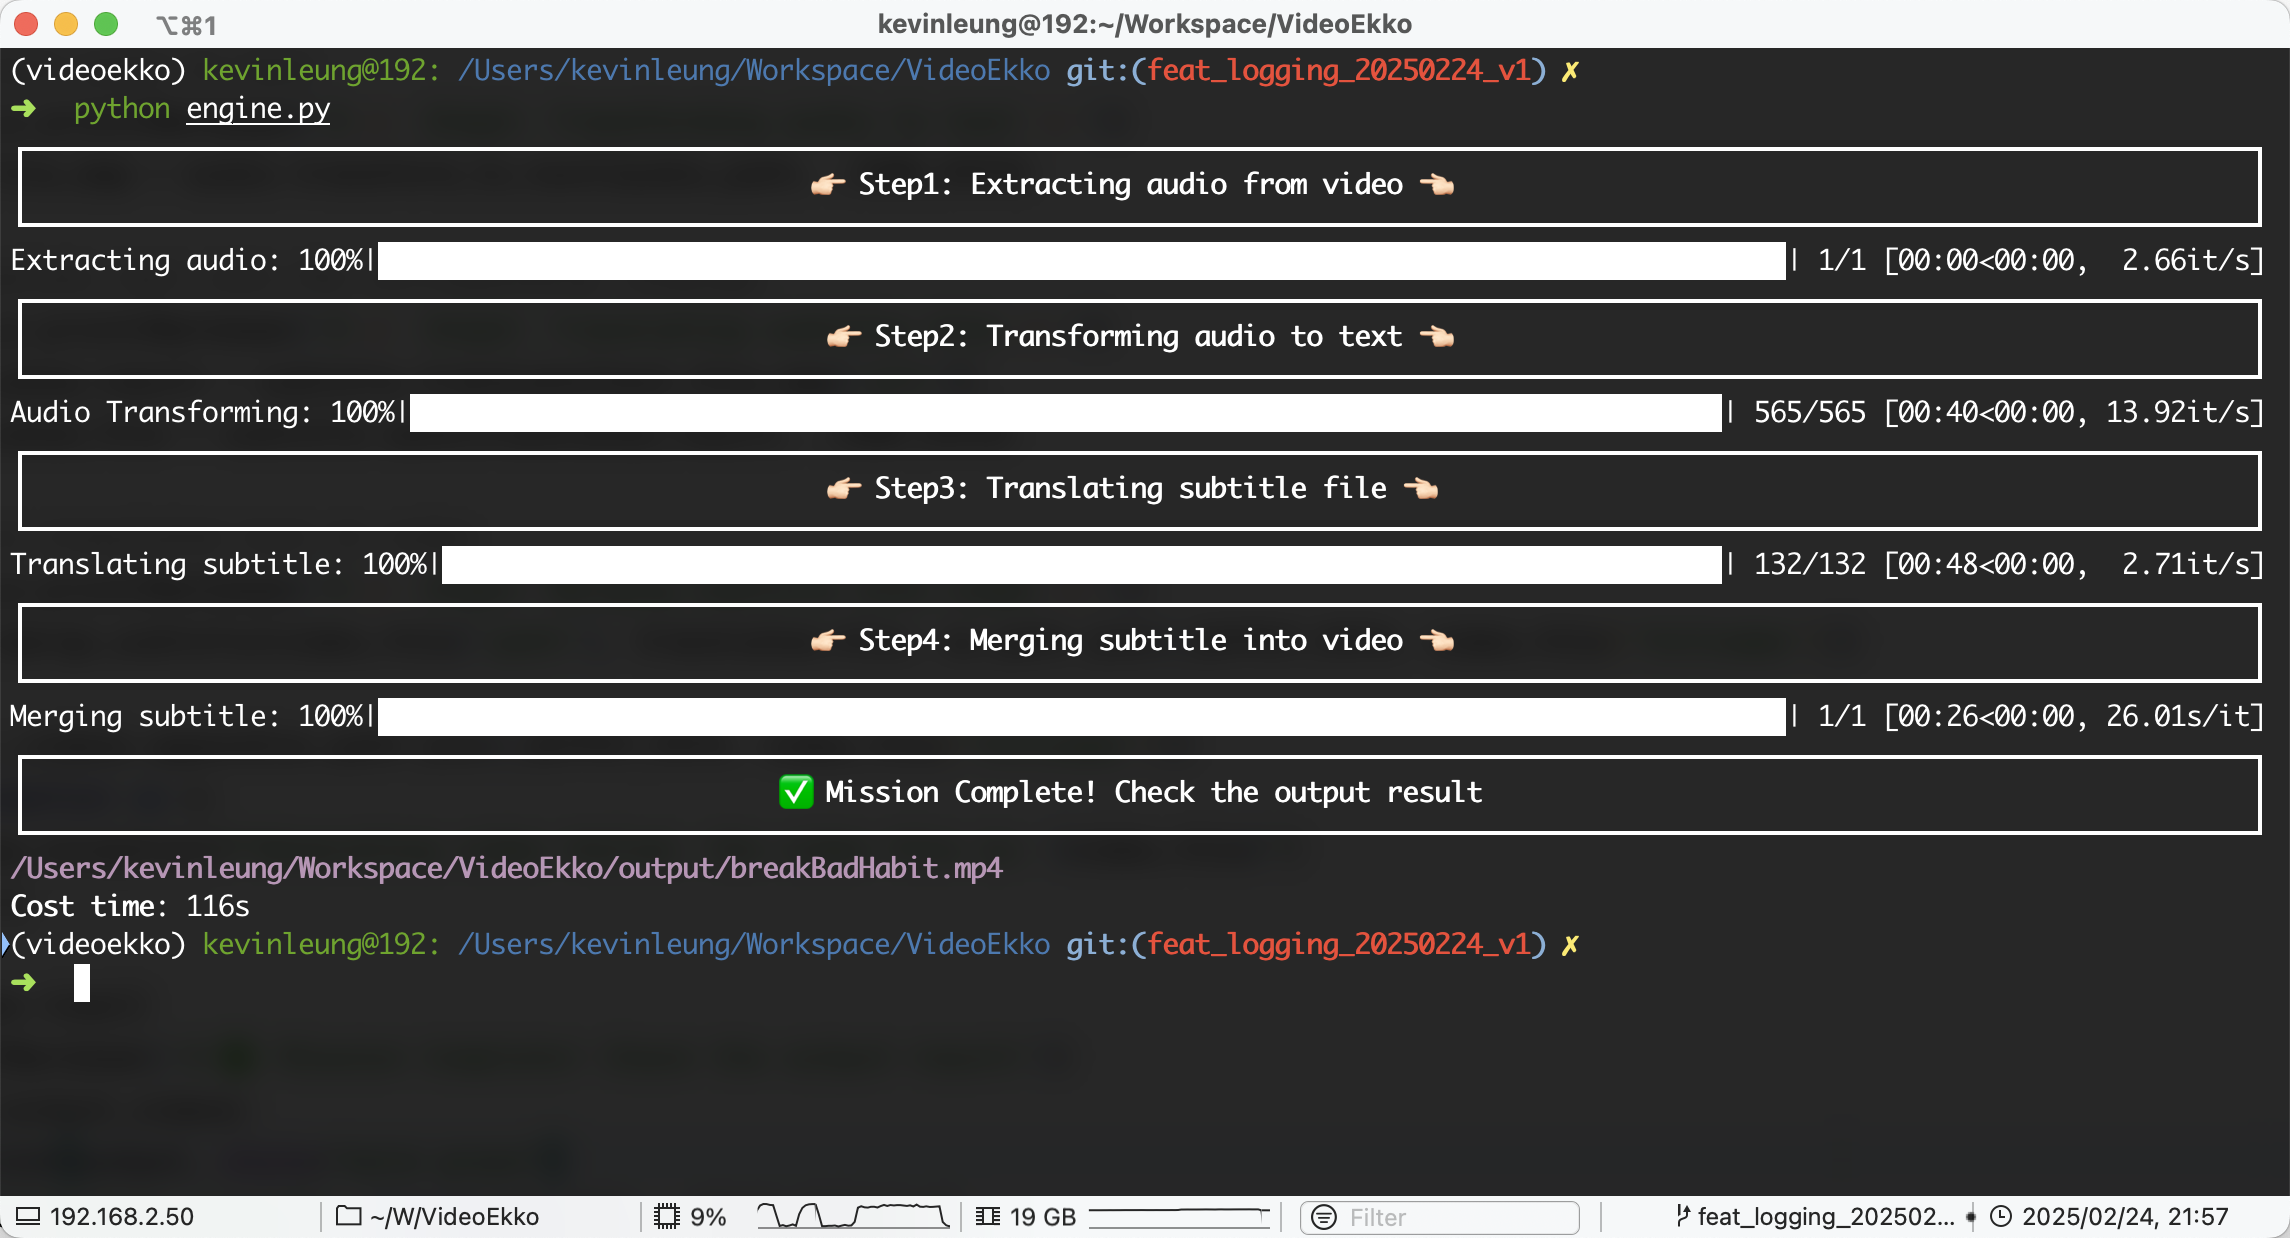 ⌥⌘1
kevinleung@192:~/Workspace/VideoEkko
(videoekko) kevinleung@192: /Users/kevinleung/Workspace/VideoEkko git:(feat_logging_20250224_v1) ✗
➜ python engine.py
👉🏻 Step1: Extracting audio from video 👈🏻
Extracting audio: 100%| | 1/1 [00:00<00:00,  2.66it/s]
👉🏻 Step2: Transforming audio to text 👈🏻
Audio Transforming: 100%| | 565/565 [00:40<00:00, 13.92it/s]
👉🏻 Step3: Translating subtitle file 👈🏻
Translating subtitle: 100%| | 132/132 [00:48<00:00,  2.71it/s]
👉🏻 Step4: Merging subtitle into video 👈🏻
Merging subtitle: 100%| | 1/1 [00:26<00:00, 26.01s/it]
✅ Mission Complete! Check the output result
/Users/kevinleung/Workspace/VideoEkko/output/breakBadHabit.mp4
Cost time: 116s
(videoekko) kevinleung@192: /Users/kevinleung/Workspace/VideoEkko git:(feat_logging_20250224_v1) ✗
➜
192.168.2.50 ~/W/VideoEkko 9% 19 GB Filter feat_logging_202502… • 2025/02/24, 21:57